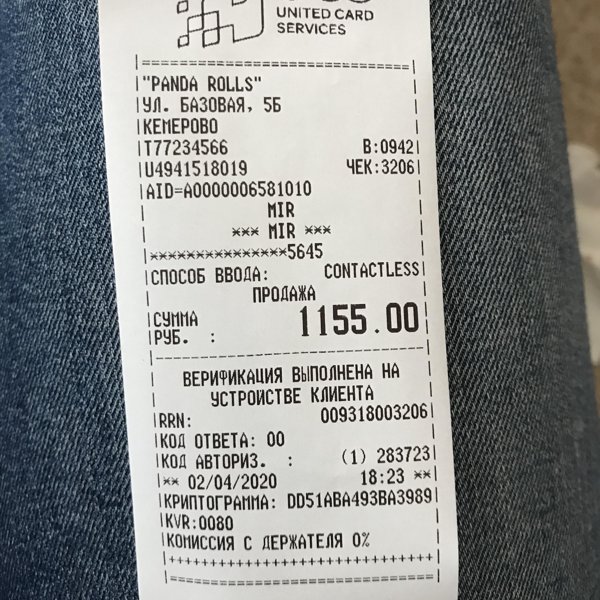 UNITED CARD
SERVICES
"PANDA ROLLS"
УЛ. БАЗОВАЯ, 5Б
КЕМЕРОВО
T77234566 B:0942
U4941518019 ЧЕК:3206
AID=A0000006581010
MIR
*** MIR ***
***************5645
СПОСОБ ВВОДА: CONTACTLESS
ПРОДАЖА
СУММА
РУБ. : 1155.00
ВЕРИФИКАЦИЯ ВЫПОЛНЕНА НА
УСТРОЙСТВЕ КЛИЕНТА
RRN: 009318003206
КОД ОТВЕТА: 00
КОД АВТОРИЗ. : (1) 283723
** 02/04/2020 18:23 **
КРИПТОГРАММА: DD51ABA493BA3989
KVR:0080
КОМИССИЯ С ДЕРЖАТЕЛЯ 0%